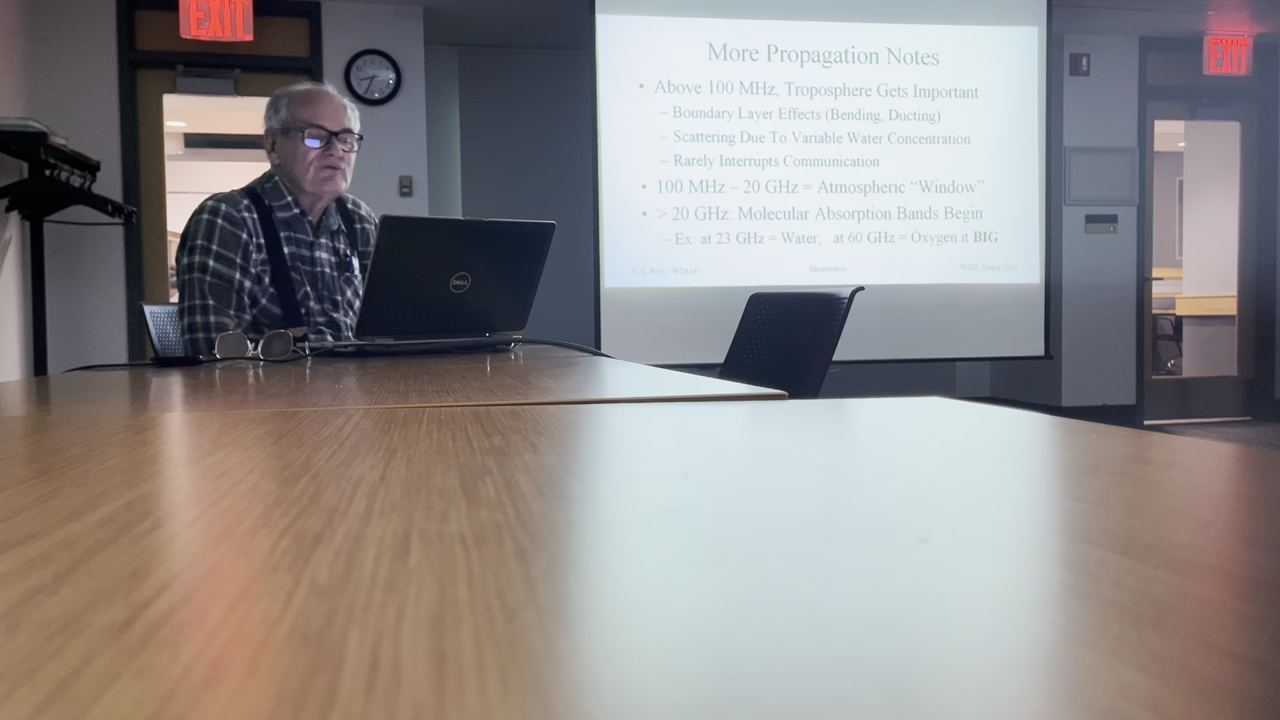 EXIT
More Propagation Notes
• Above 100 MHz, Troposphere Gets Important
– Boundary Layer Effects (Bending, Ducting)
– Scattering Due To Variable Water Concentration
– Rarely Interrupts Communication
• 100 MHz – 20 GHz = Atmospheric “Window”
• > 20 GHz: Molecular Absorption Bands Begin
– Ex: at 23 GHz = Water; at 60 GHz = Oxygen it BIG
Microwaves
Spring
EXIT
DELL